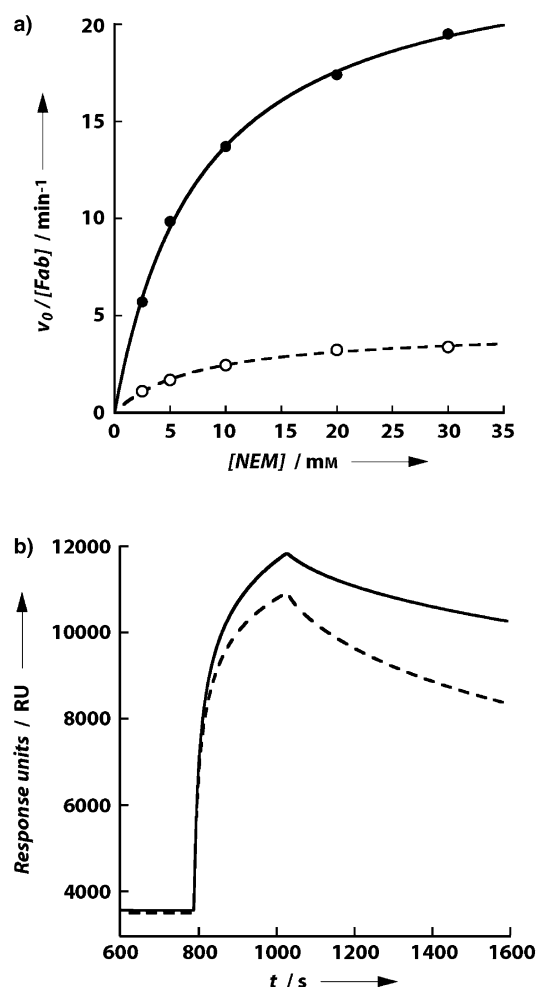 a)
20
15
10
5
0
v₀/[Fab] / min⁻¹
0 5 10 15 20 25 30 35
[NEM] / mM
b)
12000
10000
8000
6000
4000
Response units / RU
600 800 1000 1200 1400 1600
t / s